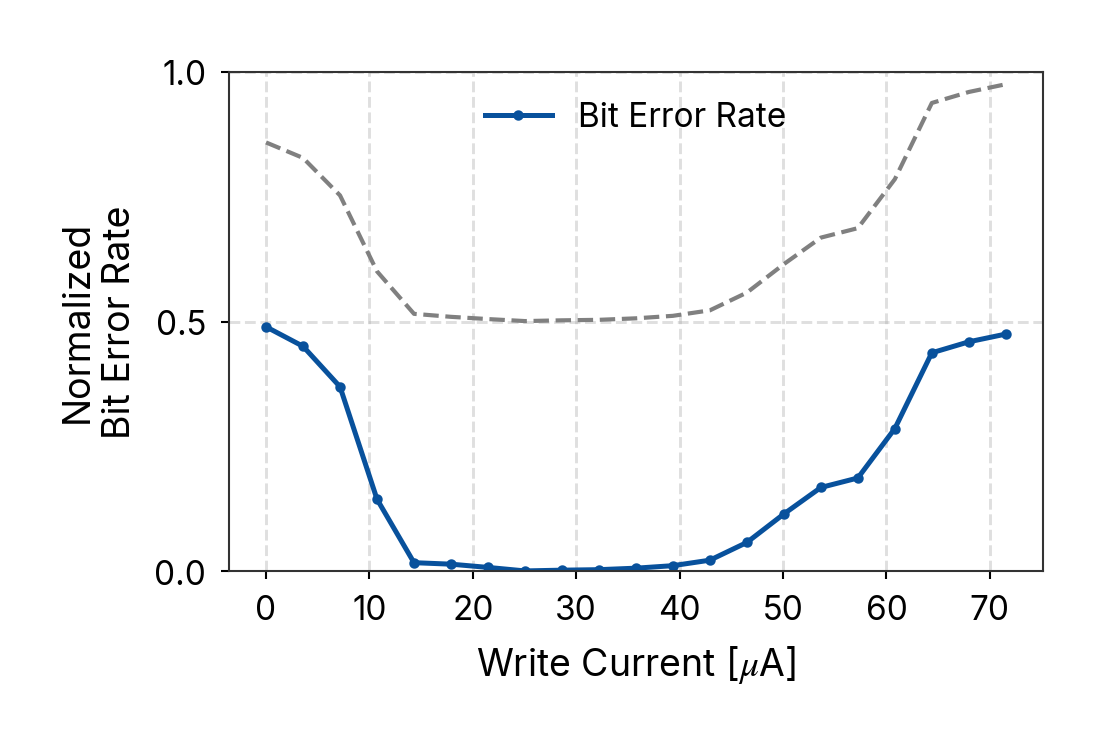 1.0
Bit Error Rate
Normalized
Bit Error Rate
0.5
0.0
0 10 20 30 40 50 60 70
Write Current [μA]